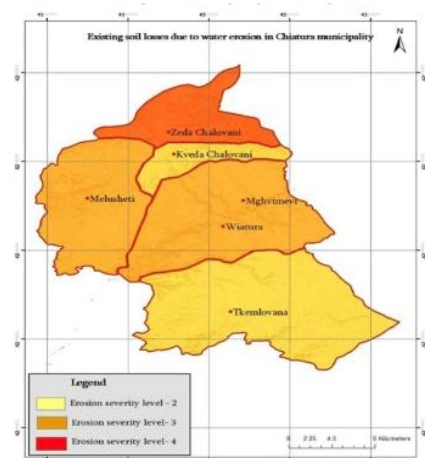 Existing soil losses due to water erosion in Chiatura municipality
N
Zeda Chalovani
Kveda Chalovani
Melusheti
Mghvimevi
Wiatura
Tkemlovana
Legend
Erosion severity level - 2
Erosion severity level - 3
Erosion severity level- 4
0 2.25 4.5 9 Kilometers